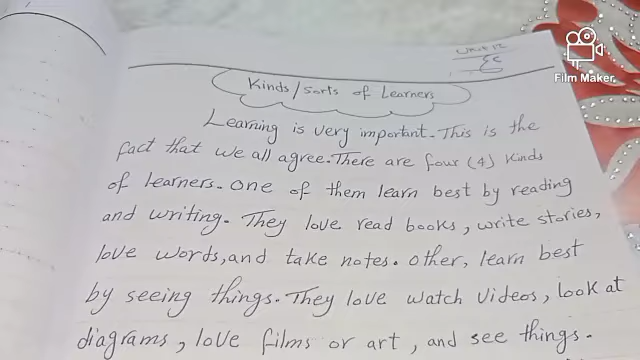 Unit 12
Film Maker
Kinds/Sorts of Learners
Learning is very important. This is the
fact that we all agree. There are four (4) kinds
of learners. One of them learn best by reading
and writing. They love read books, write stories,
love words, and take notes. Other, learn best
by seeing things. They love watch videos, look at
diagrams, love films or art, and see things.